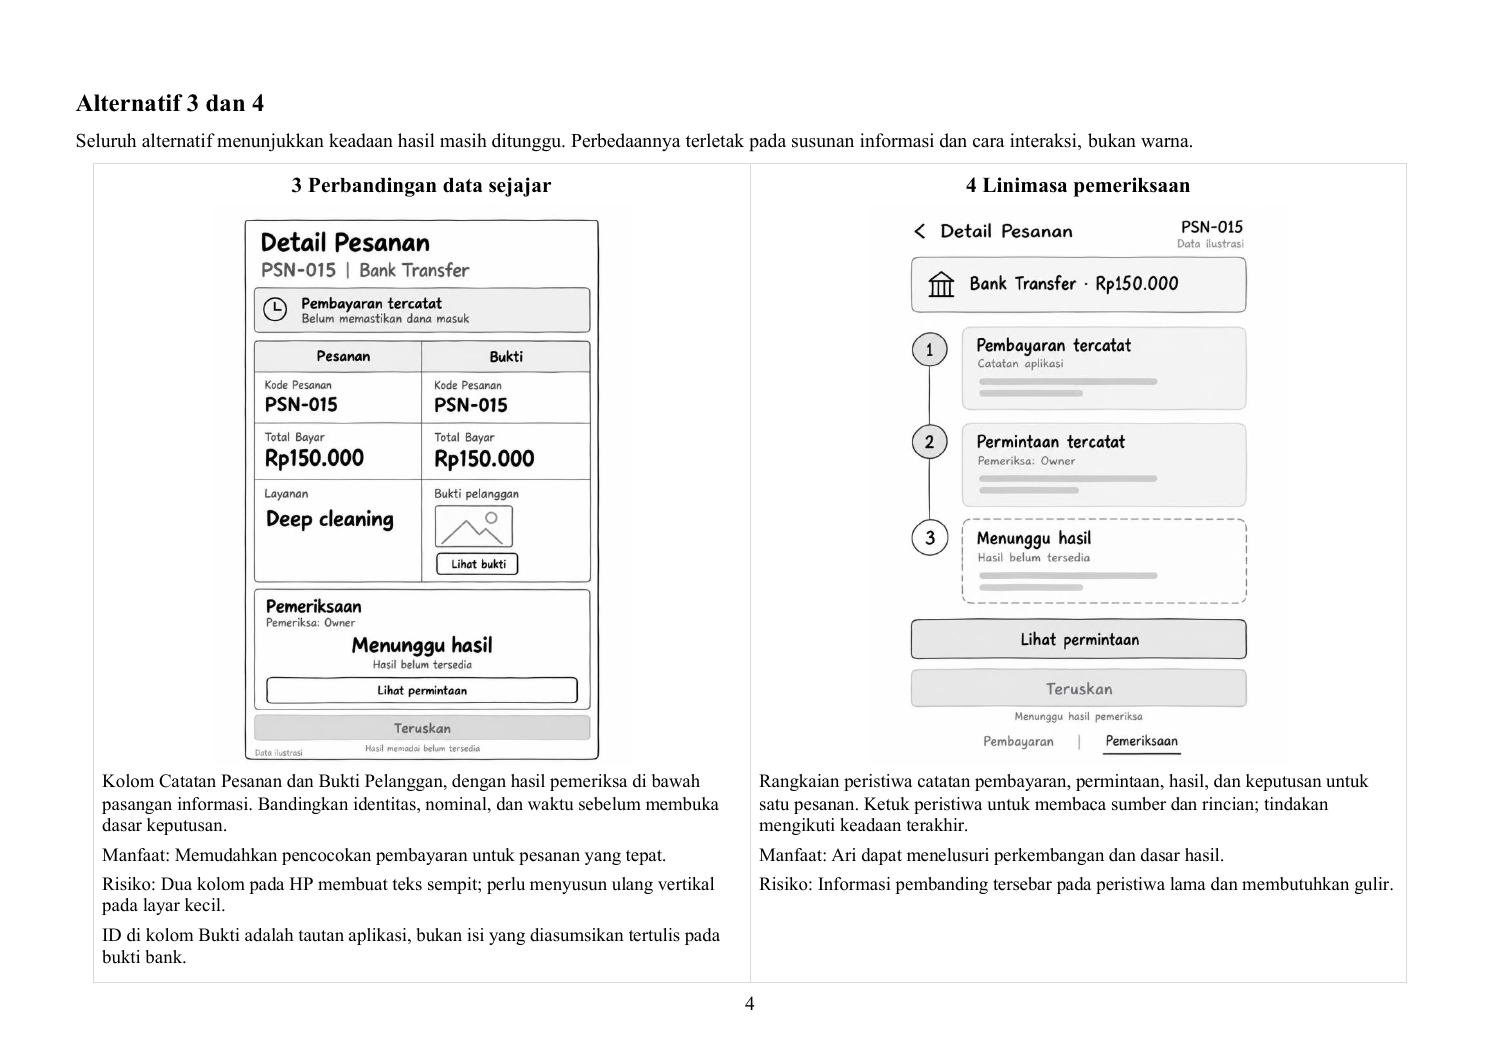 Alternatif 3 dan 4
Seluruh alternatif menunjukkan keadaan hasil masih ditunggu. Perbedaannya terletak pada susunan informasi dan cara interaksi, bukan warna.
3 Perbandingan data sejajar
Detail Pesanan
PSN-015 | Bank Transfer
Pembayaran tercatat
Belum memastikan dana masuk
Pesanan
Bukti
Kode Pesanan
PSN-015
Kode Pesanan
PSN-015
Total Bayar
Rp150.000
Total Bayar
Rp150.000
Layanan
Deep cleaning
Bukti pelanggan
Lihat bukti
Pemeriksaan
Pemeriksa: Owner
Menunggu hasil
Hasil belum tersedia
Lihat permintaan
Teruskan
Data ilustrasi
Hasil memadai belum tersedia
Kolom Catatan Pesanan dan Bukti Pelanggan, dengan hasil pemeriksa di bawah
pasangan informasi. Bandingkan identitas, nominal, dan waktu sebelum membuka
dasar keputusan.
Manfaat: Memudahkan pencocokan pembayaran untuk pesanan yang tepat.
Risiko: Dua kolom pada HP membuat teks sempit; perlu menyusun ulang vertikal
pada layar kecil.
ID di kolom Bukti adalah tautan aplikasi, bukan isi yang diasumsikan tertulis pada
bukti bank.
4 Linimasa pemeriksaan
< Detail Pesanan
PSN-015
Data ilustrasi
Bank Transfer · Rp150.000
1
Pembayaran tercatat
Catatan aplikasi
2
Permintaan tercatat
Pemeriksa: Owner
3
Menunggu hasil
Hasil belum tersedia
Lihat permintaan
Teruskan
Menunggu hasil pemeriksa
Pembayaran | Pemeriksaan
Rangkaian peristiwa catatan pembayaran, permintaan, hasil, dan keputusan untuk
satu pesanan. Ketuk peristiwa untuk membaca sumber dan rincian; tindakan
mengikuti keadaan terakhir.
Manfaat: Ari dapat menelusuri perkembangan dan dasar hasil.
Risiko: Informasi pembanding tersebar pada peristiwa lama dan membutuhkan gulir.
4